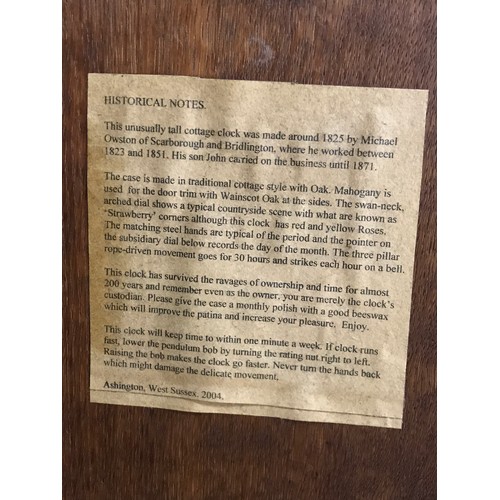 HISTORICAL NOTES.
This unusually tall cottage clock was made around 1825 by Michael
Owston of Scarborough and Bridlington, where he worked between
1823 and 1851. His son John carried on the business until 1871.
The case is made in traditional cottage style with Oak. Mahogany is
used for the door trim with Wainscot Oak at the sides. The swan-neck,
arched dial shows a typical countryside scene with what are known as
'Strawberry' corners although this clock has red and yellow Roses.
The matching steel hands are typical of the period and the pointer on
the subsidiary dial below records the day of the month. The three pillar
rope-driven movement goes for 30 hours and strikes each hour on a bell.
This clock has survived the ravages of ownership and time for almost
200 years and remember even as the owner, you are merely the clock's
custodian. Please give the case a monthly polish with a good beeswax
which will improve the patina and increase your pleasure. Enjoy.
This clock will keep time to within one minute a week. If clock runs
fast, lower the pendulum bob by turning the rating nut right to left.
Raising the bob makes the clock go faster. Never turn the hands back
which might damage the delicate movement.
Ashington, West Sussex. 2004.